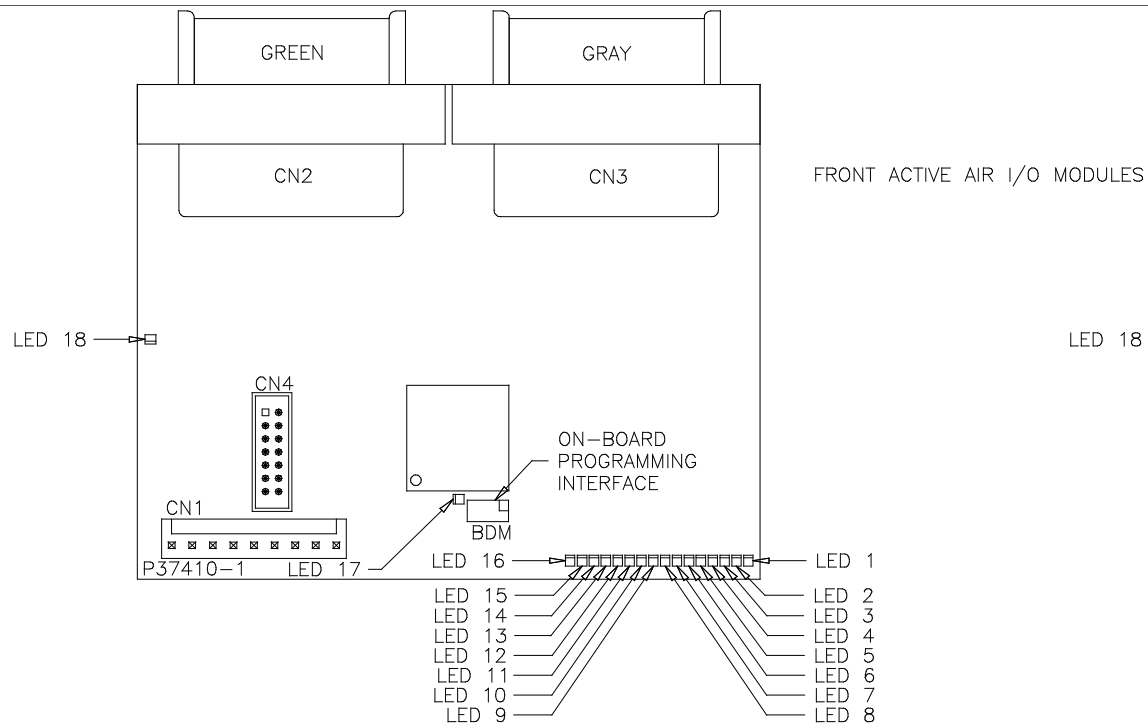 GREEN
GRAY
CN2
CN3
FRONT ACTIVE AIR I/O MODULES
LED 18
LED 18
CN4
ON-BOARD
PROGRAMMING
INTERFACE
CN1
BDM
P37410-1
LED 17
LED 16
LED 1
LED 15
LED 2
LED 14
LED 3
LED 13
LED 4
LED 12
LED 5
LED 11
LED 6
LED 10
LED 7
LED 9
LED 8